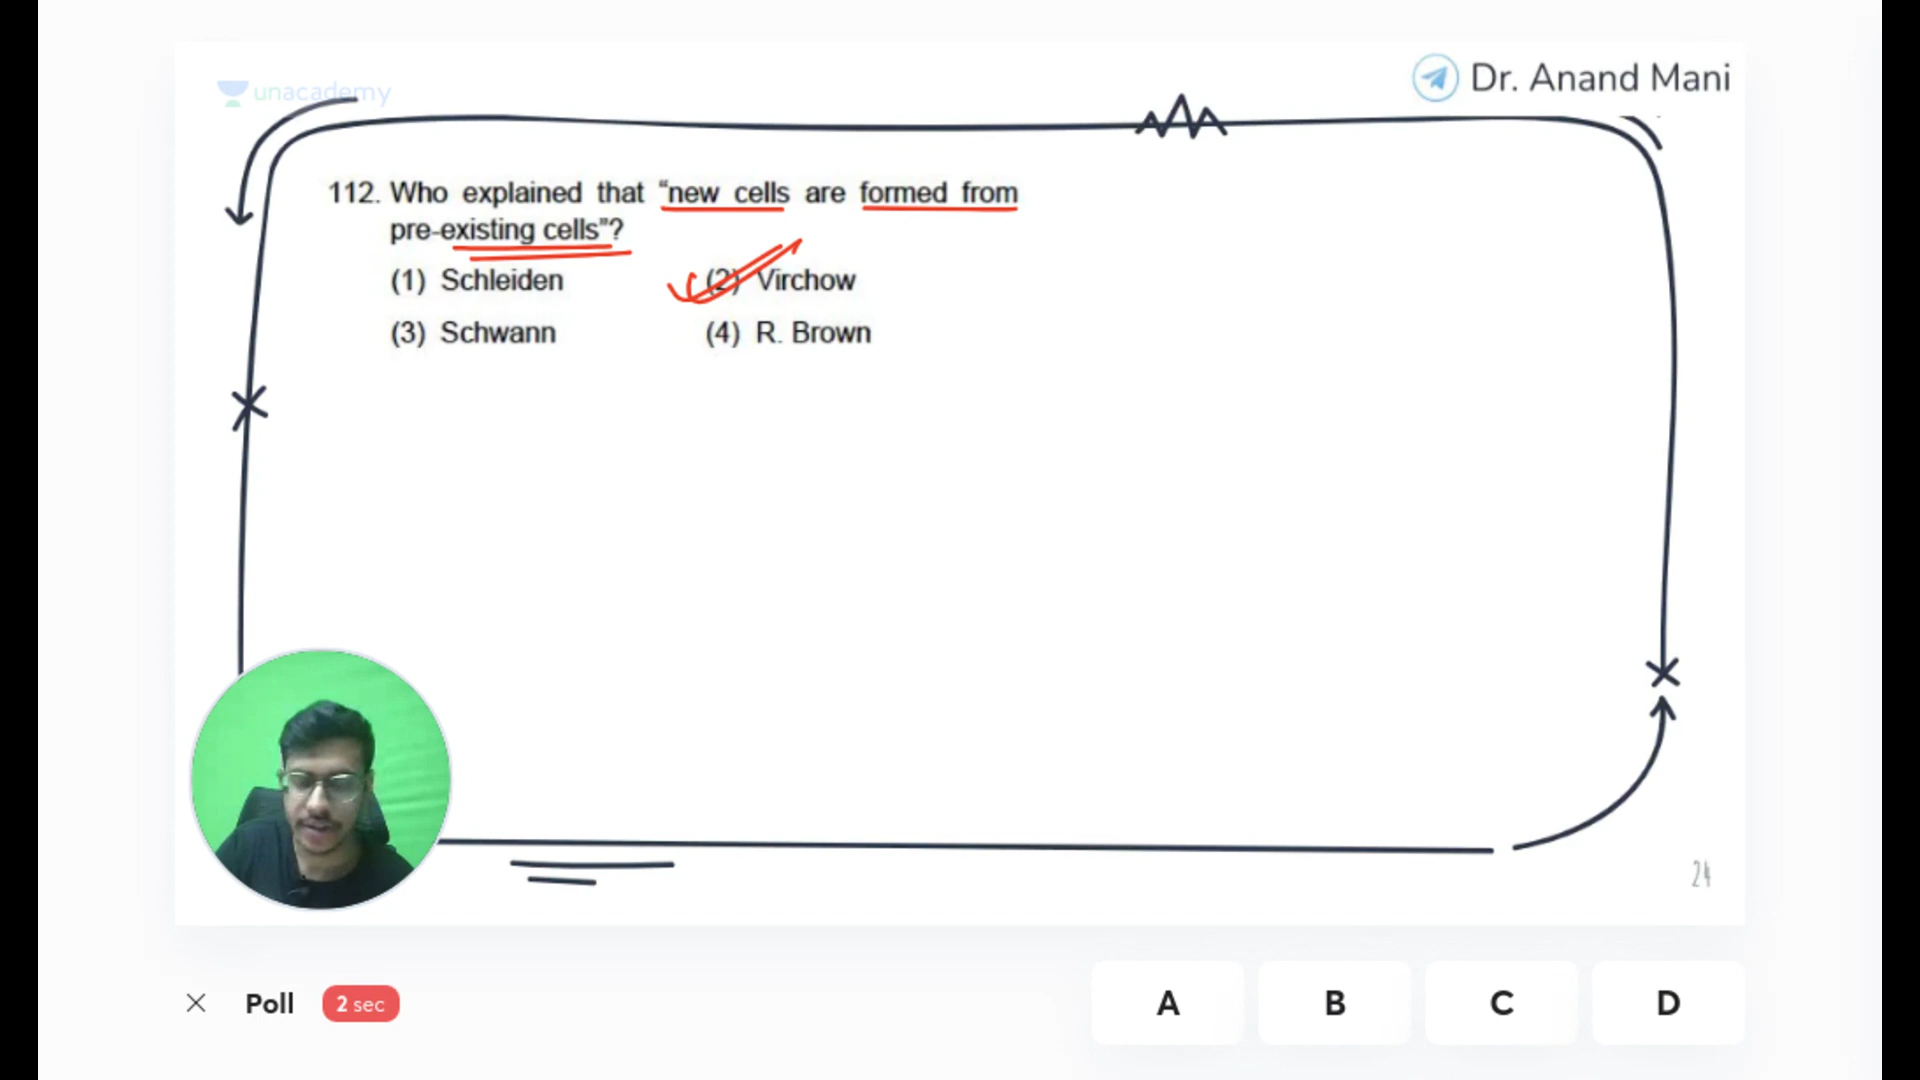 unacademy
Dr. Anand Mani
112. Who explained that “new cells are formed from
pre-existing cells”?
(1) Schleiden (2) Virchow
(3) Schwann (4) R. Brown
24
Poll 2 sec A B C D